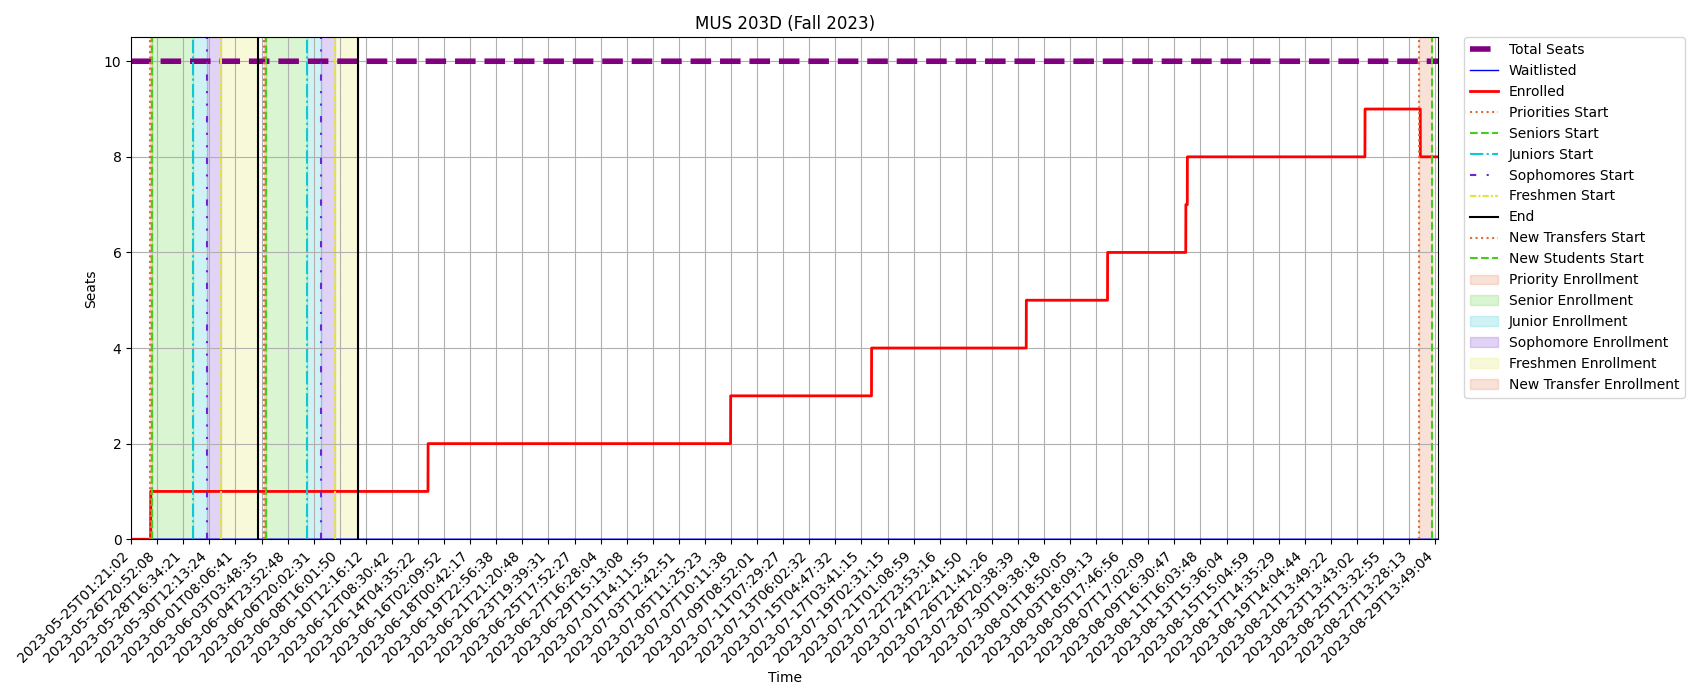 MUS 203D (Fall 2023)
Seats
10
8
6
4
2
0
2023-05-25T01:21:02
2023-05-26T20:52:08
2023-05-28T16:34:21
2023-05-30T12:13:24
2023-06-01T08:06:41
2023-06-03T03:48:35
2023-06-04T23:52:48
2023-06-06T20:02:31
2023-06-08T16:01:50
2023-06-10T12:16:12
2023-06-12T08:30:42
2023-06-14T04:35:22
2023-06-16T02:09:52
2023-06-18T00:42:17
2023-06-19T22:56:38
2023-06-21T21:20:48
2023-06-23T19:39:31
2023-06-25T17:52:27
2023-06-27T16:28:04
2023-06-29T15:13:08
2023-07-01T14:11:55
2023-07-03T12:42:51
2023-07-05T11:25:23
2023-07-07T10:11:38
2023-07-09T08:52:01
2023-07-11T07:29:27
2023-07-13T06:02:32
2023-07-15T04:47:32
2023-07-17T03:41:15
2023-07-19T02:31:15
2023-07-21T01:08:59
2023-07-22T23:53:16
2023-07-24T22:41:50
2023-07-26T21:41:26
2023-07-28T20:38:39
2023-07-30T19:38:18
2023-08-01T18:50:05
2023-08-03T18:09:13
2023-08-05T17:46:56
2023-08-07T17:02:09
2023-08-09T16:30:47
2023-08-11T16:03:48
2023-08-13T15:36:04
2023-08-15T15:04:59
2023-08-17T14:35:29
2023-08-19T14:04:44
2023-08-21T13:49:22
2023-08-23T13:43:02
2023-08-25T13:32:55
2023-08-27T13:28:13
2023-08-29T13:49:04
Time
Total Seats
Waitlisted
Enrolled
Priorities Start
Seniors Start
Juniors Start
Sophomores Start
Freshmen Start
End
New Transfers Start
New Students Start
Priority Enrollment
Senior Enrollment
Junior Enrollment
Sophomore Enrollment
Freshmen Enrollment
New Transfer Enrollment